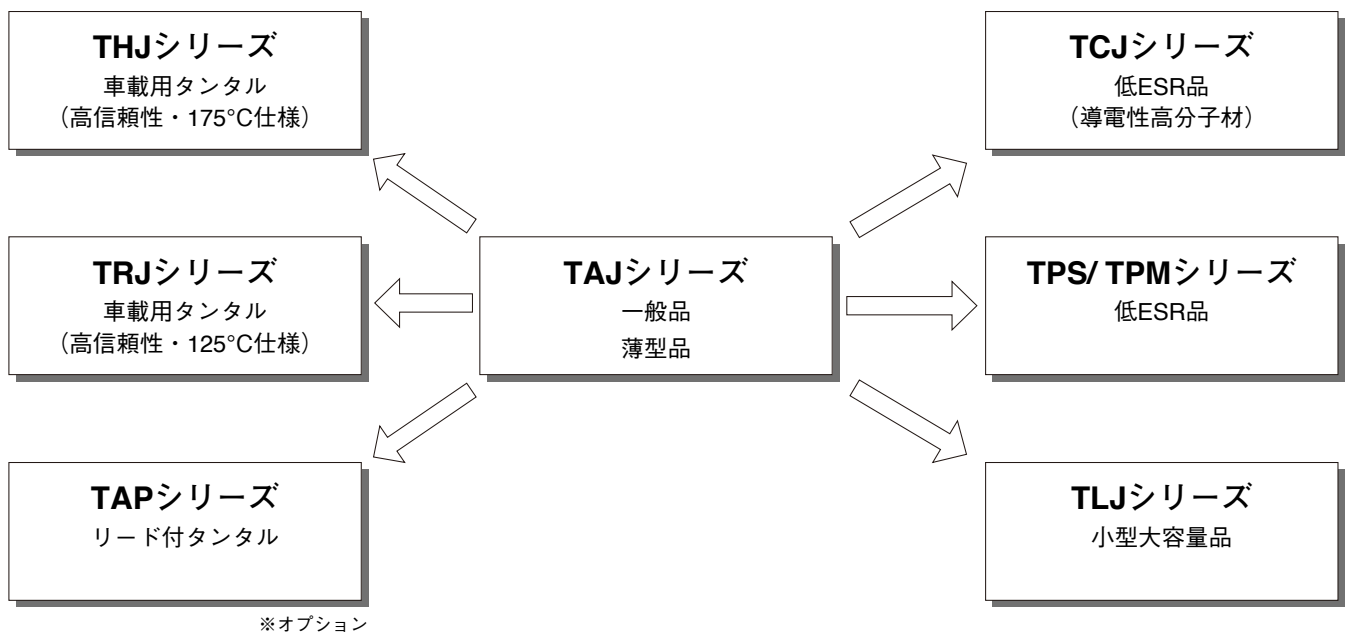 THJシリーズ
車載用タンタル
（高信頼性・175°C仕様）
TCJシリーズ
低ESR品
（導電性高分子材）
TRJシリーズ
車載用タンタル
（高信頼性・125°C仕様）
TAJシリーズ
一般品
薄型品
TPS/ TPMシリーズ
低ESR品
TAPシリーズ
リード付タンタル
※オプション
TLJシリーズ
小型大容量品